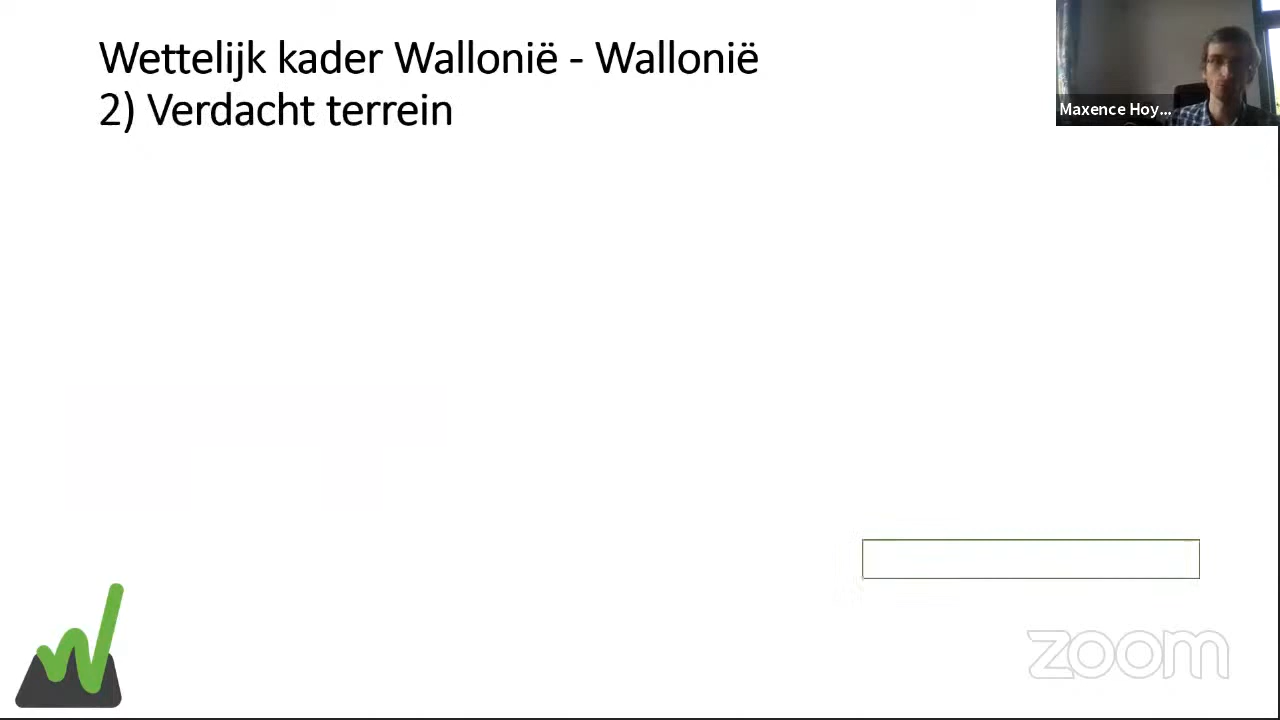 Wettelijk kader Wallonië - Wallonië
2) Verdacht terrein
Maxence Hoy...
zoom